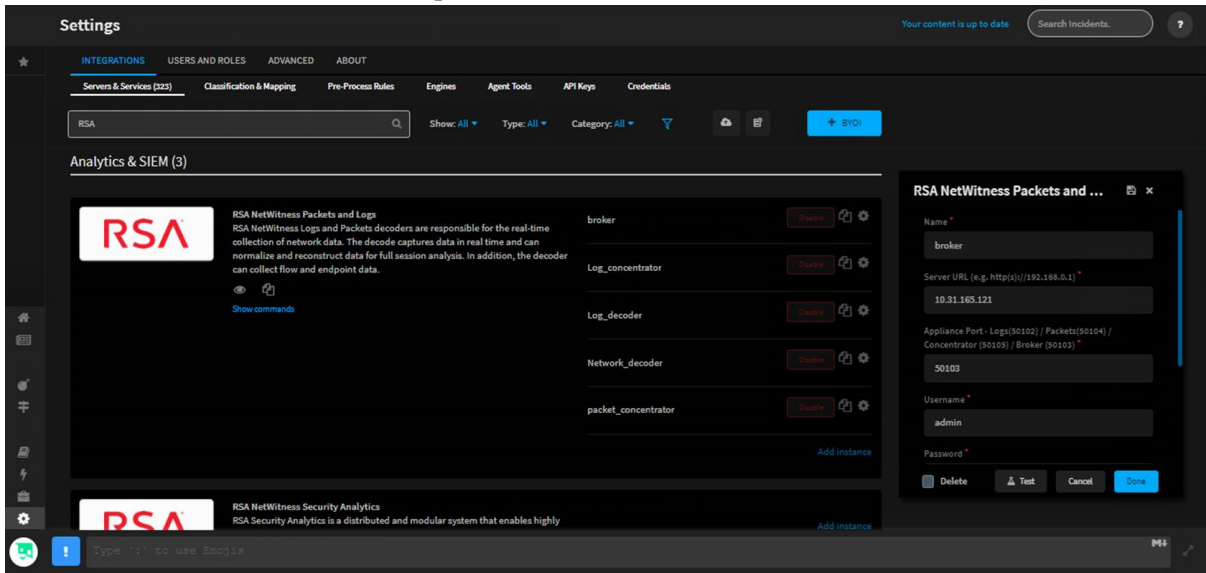 Settings
Your content is up to date
Search Incidents.
?
INTEGRATIONS USERS AND ROLES ADVANCED ABOUT
Servers & Services (323) Classification & Mapping Pre-Process Rules Engines Agent Tools API Keys Credentials
RSA
Show: All Type: All Category: All
+ BYOI
Analytics & SIEM (3)
RSA
RSA NetWitness Packets and Logs
RSA NetWitness Logs and Packets decoders are responsible for the real-time
collection of network data. The decode captures data in real time and can
normalize and reconstruct data for full session analysis. In addition, the decoder
can collect flow and endpoint data.
Show commands
broker Disable
Log_concentrator Disable
Log_decoder Disable
Network_decoder Disable
packet_concentrator Disable
Add instance
RSA
RSA NetWitness Security Analytics
RSA Security Analytics is a distributed and modular system that enables highly
Add instance
RSA NetWitness Packets and ...
Name *
broker
Server URL (e.g. http(s)://192.168.0.1) *
10.31.165.121
Appliance Port - Logs(50102) / Packets(50104) /
Concentrator (50105) / Broker (50103) *
50103
Username *
admin
Password *
Delete Test Cancel Done
! Type ':' to use Emojis
M↓